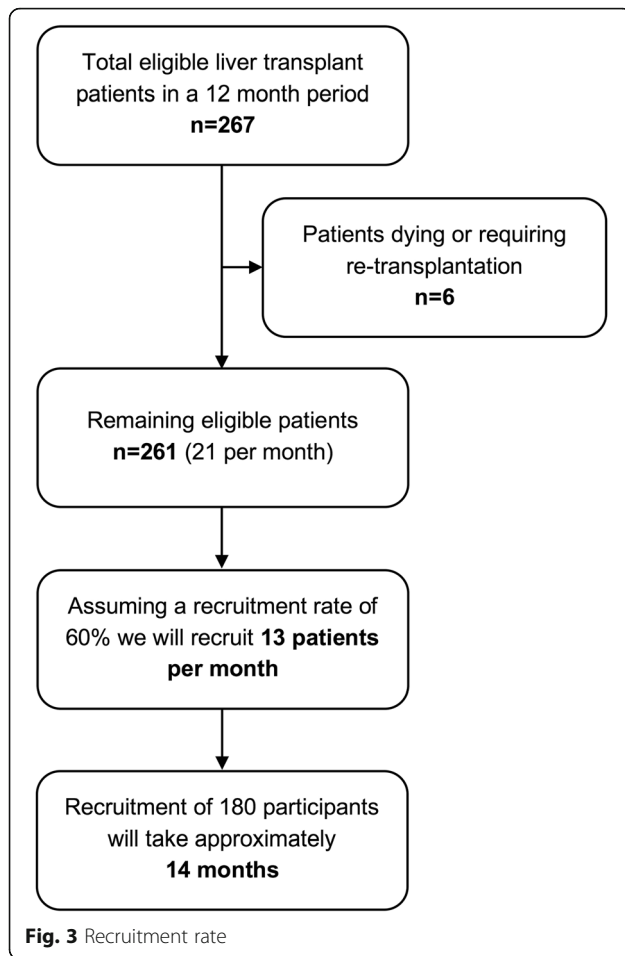 Total eligible liver transplant
patients in a 12 month period
n=267
Patients dying or requiring
re-transplantation
n=6
Remaining eligible patients
n=261 (21 per month)
Assuming a recruitment rate of
60% we will recruit 13 patients
per month
Recruitment of 180 participants
will take approximately
14 months
Fig. 3 Recruitment rate